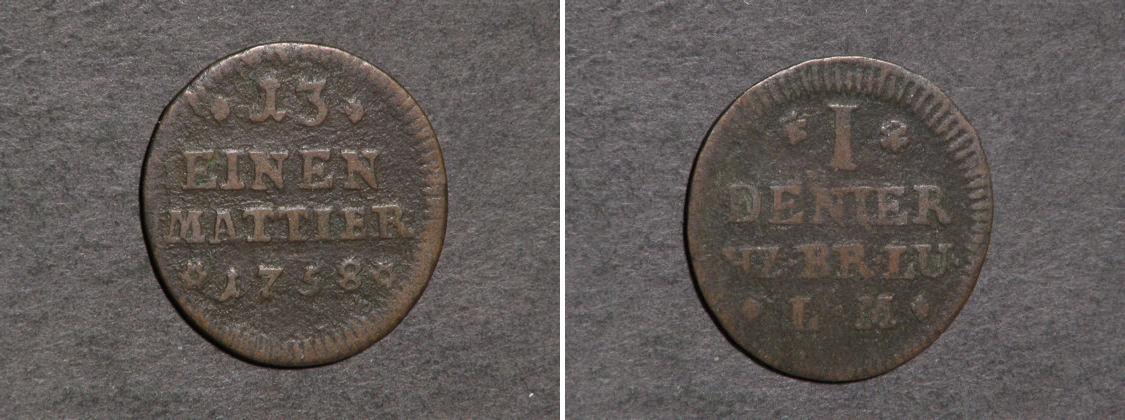 13
EINEN
MATTIER
1758
I
DENIER
BR·LU
L·M